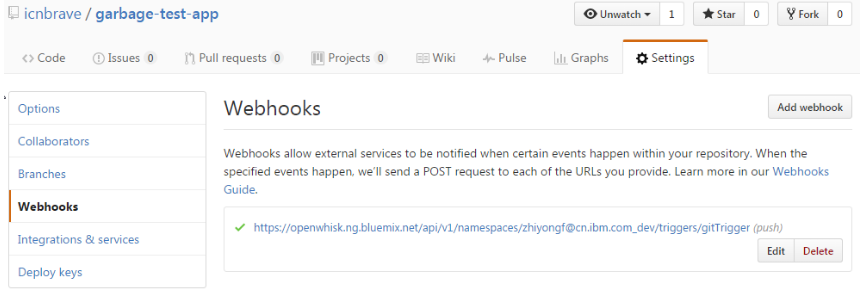 icnbrave / garbage-test-app
Unwatch 1 Star 0 Fork 0
Code Issues 0 Pull requests 0 Projects 0 Wiki Pulse Graphs Settings
Options
Collaborators
Branches
Webhooks
Integrations & services
Deploy keys
Webhooks
Add webhook
Webhooks allow external services to be notified when certain events happen within your repository. When the
specified events happen, we'll send a POST request to each of the URLs you provide. Learn more in our Webhooks
Guide.
https://openwhisk.ng.bluemix.net/api/v1/namespaces/zhiyongf@cn.ibm.com_dev/triggers/gitTrigger (push)
Edit Delete